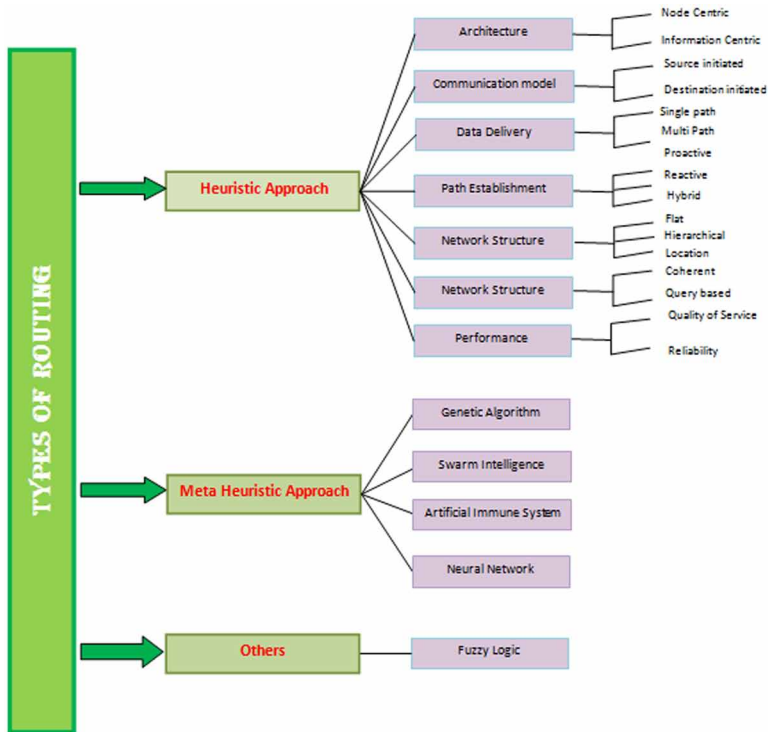 TYPES OF ROUTING
Heuristic Approach
Architecture
Node Centric
Information Centric
Communication model
Source initiated
Destination initiated
Data Delivery
Single path
Multi Path
Proactive
Path Establishment
Reactive
Hybrid
Network Structure
Flat
Hierarchical
Location
Network Structure
Coherent
Query based
Performance
Quality of Service
Reliability
Meta Heuristic Approach
Genetic Algorithm
Swarm Intelligence
Artificial Immune System
Neural Network
Others
Fuzzy Logic